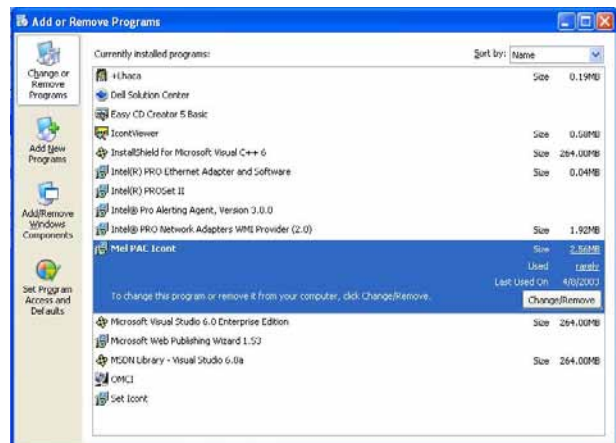 Add or Remove Programs
Change or
Remove
Programs
Add New
Programs
Add/Remove
Windows
Components
Set Program
Access and
Defaults
Currently installed programs:
Sort by: Name
+Lhaca Size 0.19MB
Dell Solution Center
Easy CD Creator 5 Basic
IcontViewer Size 0.58MB
InstallShield for Microsoft Visual C++ 6 Size 264.00MB
Intel(R) PRO Ethernet Adapter and Software Size 0.04MB
Intel(R) PROSet II
Intel® Pro Alerting Agent, Version 3.0.0
Intel® PRO Network Adapters WMI Provider (2.0) Size 1.92MB
Mel PAC Icont Size 2.56MB
Used rarely
Last Used On 4/8/2003
To change this program or remove it from your computer, click Change/Remove.
Change/Remove
Microsoft Visual Studio 6.0 Enterprise Edition Size 264.00MB
Microsoft Web Publishing Wizard 1.53
MSDN Library - Visual Studio 6.0a Size 264.00MB
OMCI
Set Icont